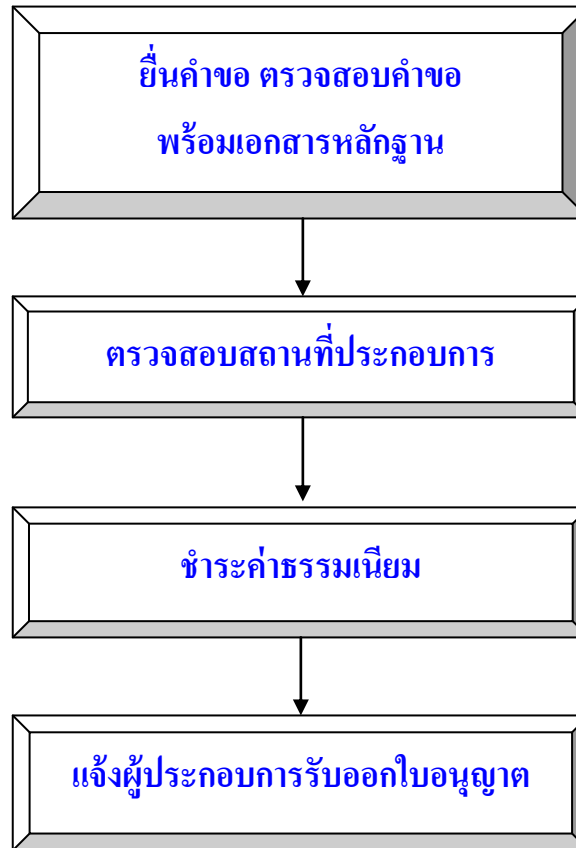 ยื่นคำขอ ตรวจสอบคำขอ
พร้อมเอกสารหลักฐาน
ตรวจสอบสถานที่ประกอบการ
ชำระค่าธรรมเนียม
แจ้งผู้ประกอบการรับออกใบอนุญาต